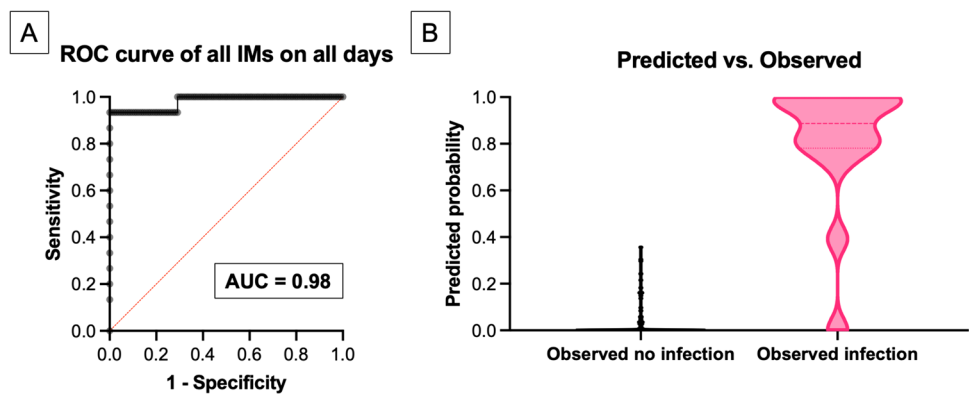 A
ROC curve of all IMs on all days
1.0
0.8
0.6
0.4
0.2
0.0
Sensitivity
AUC = 0.98
0.0 0.2 0.4 0.6 0.8 1.0
1 - Specificity
B
Predicted vs. Observed
1.0
0.8
0.6
0.4
0.2
0.0
Predicted probability
Observed no infection
Observed infection